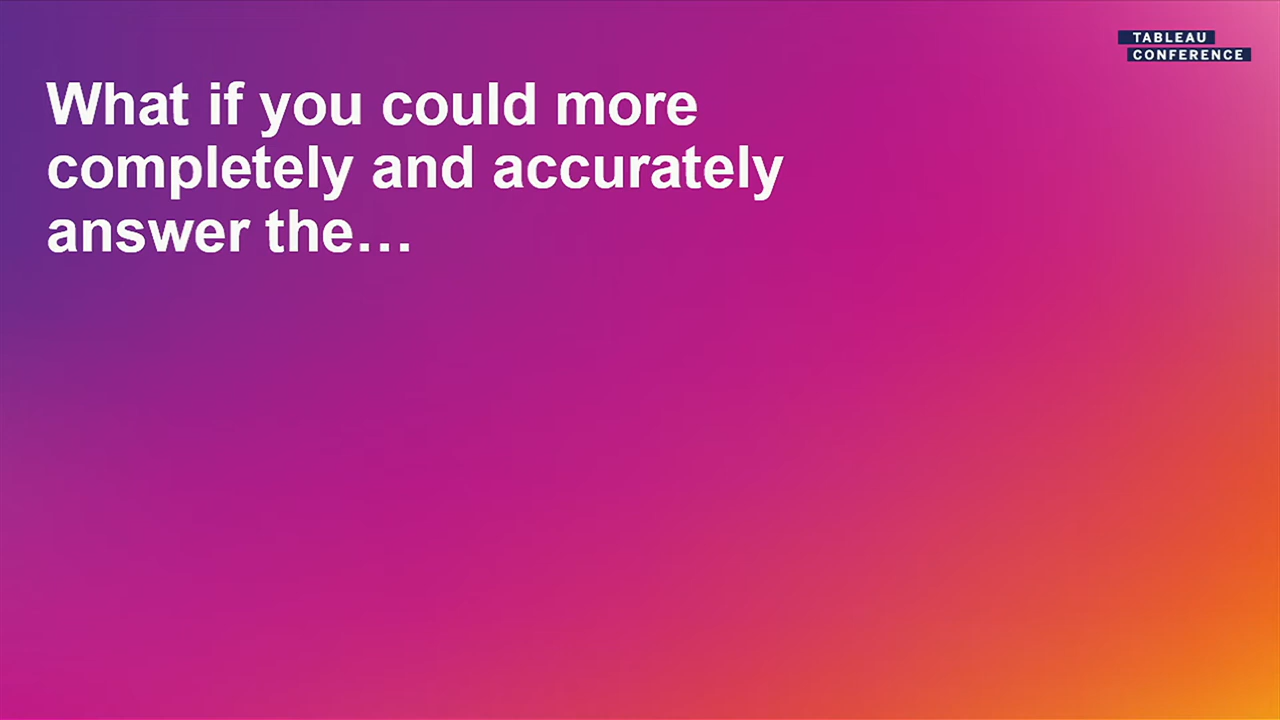 TABLEAU
CONFERENCE
What if you could more
completely and accurately
answer the…